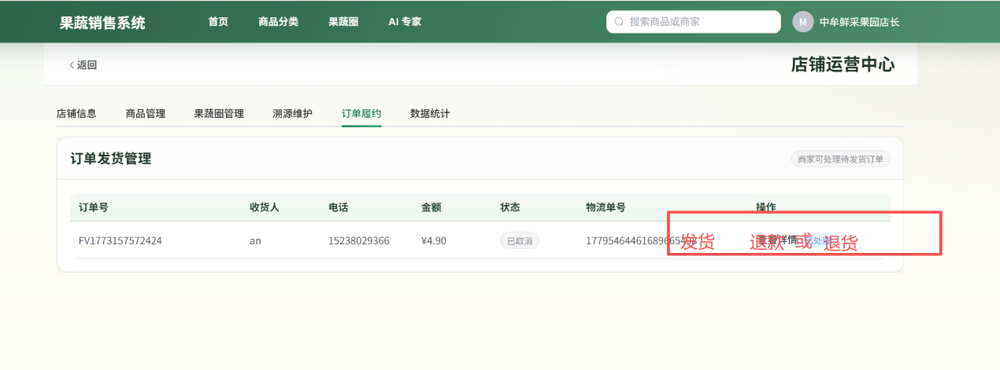 果蔬销售系统 首页 商品分类 果蔬圈 AI 专家 搜索商品或商家 M 中牟鲜采果园店长
返回 店铺运营中心
店铺信息 商品管理 果蔬圈管理 溯源维护 订单履约 数据统计
订单发货管理 商家可处理待发货订单
订单号 收货人 电话 金额 状态 物流单号 操作
FV1773157572424 an 15238029366 ¥4.90 已取消 查看详情 已处理
发货 退款 或 退货